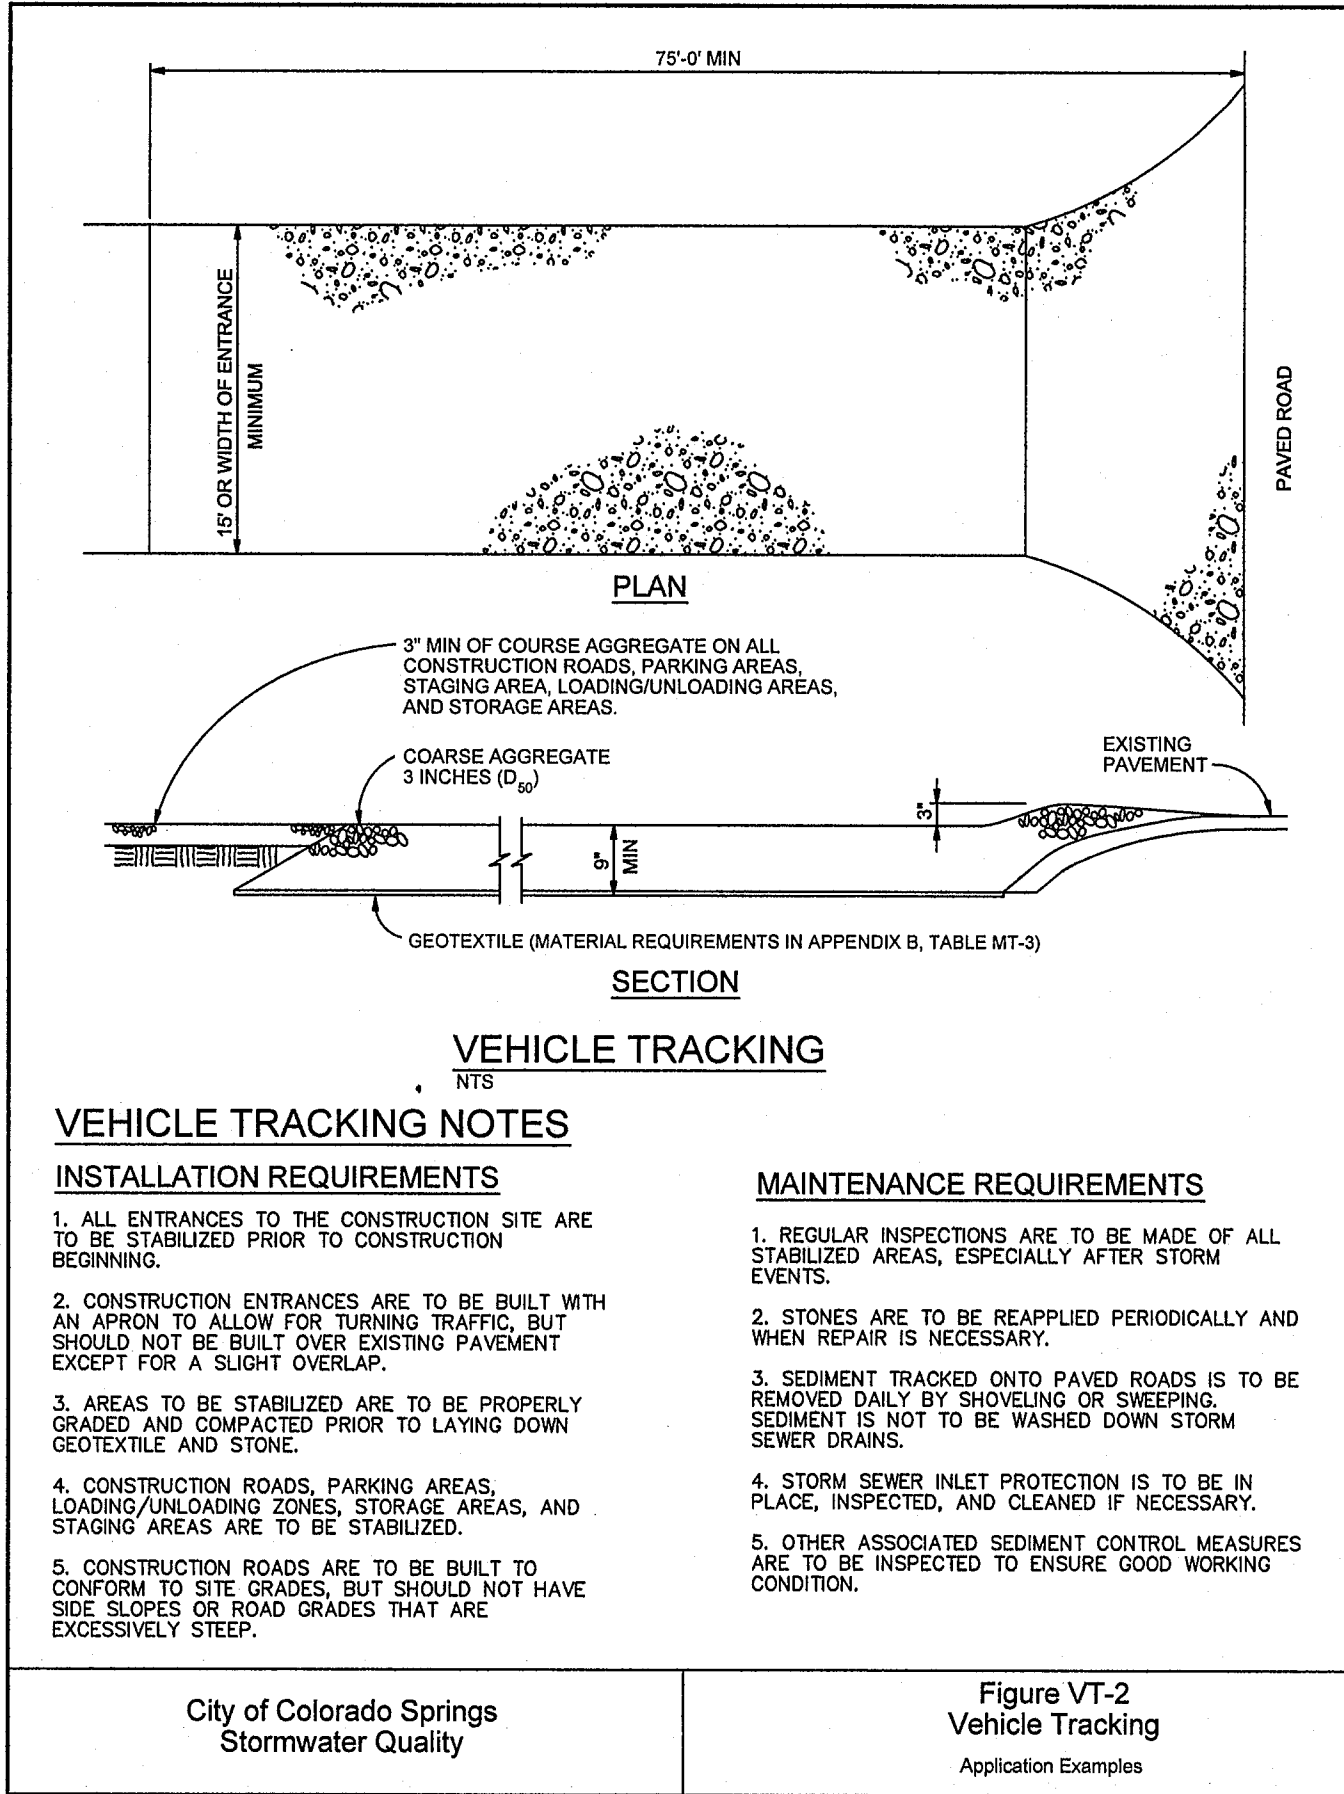 75'-0' MIN
15' OR WIDTH OF ENTRANCE
MINIMUM
PAVED ROAD
PLAN
3" MIN OF COURSE AGGREGATE ON ALL
CONSTRUCTION ROADS, PARKING AREAS,
STAGING AREA, LOADING/UNLOADING AREAS,
AND STORAGE AREAS.
COARSE AGGREGATE
3 INCHES (D50)
EXISTING
PAVEMENT
3"
9"
MIN
GEOTEXTILE (MATERIAL REQUIREMENTS IN APPENDIX B, TABLE MT-3)
SECTION
VEHICLE TRACKING
NTS
VEHICLE TRACKING NOTES
INSTALLATION REQUIREMENTS
1. ALL ENTRANCES TO THE CONSTRUCTION SITE ARE
TO BE STABILIZED PRIOR TO CONSTRUCTION
BEGINNING.
2. CONSTRUCTION ENTRANCES ARE TO BE BUILT WITH
AN APRON TO ALLOW FOR TURNING TRAFFIC, BUT
SHOULD NOT BE BUILT OVER EXISTING PAVEMENT
EXCEPT FOR A SLIGHT OVERLAP.
3. AREAS TO BE STABILIZED ARE TO BE PROPERLY
GRADED AND COMPACTED PRIOR TO LAYING DOWN
GEOTEXTILE AND STONE.
4. CONSTRUCTION ROADS, PARKING AREAS,
LOADING/UNLOADING ZONES, STORAGE AREAS, AND
STAGING AREAS ARE TO BE STABILIZED.
5. CONSTRUCTION ROADS ARE TO BE BUILT TO
CONFORM TO SITE GRADES, BUT SHOULD NOT HAVE
SIDE SLOPES OR ROAD GRADES THAT ARE
EXCESSIVELY STEEP.
MAINTENANCE REQUIREMENTS
1. REGULAR INSPECTIONS ARE TO BE MADE OF ALL
STABILIZED AREAS, ESPECIALLY AFTER STORM
EVENTS.
2. STONES ARE TO BE REAPPLIED PERIODICALLY AND
WHEN REPAIR IS NECESSARY.
3. SEDIMENT TRACKED ONTO PAVED ROADS IS TO BE
REMOVED DAILY BY SHOVELING OR SWEEPING.
SEDIMENT IS NOT TO BE WASHED DOWN STORM
SEWER DRAINS.
4. STORM SEWER INLET PROTECTION IS TO BE IN
PLACE, INSPECTED, AND CLEANED IF NECESSARY.
5. OTHER ASSOCIATED SEDIMENT CONTROL MEASURES
ARE TO BE INSPECTED TO ENSURE GOOD WORKING
CONDITION.
City of Colorado Springs
Stormwater Quality
Figure VT-2
Vehicle Tracking
Application Examples